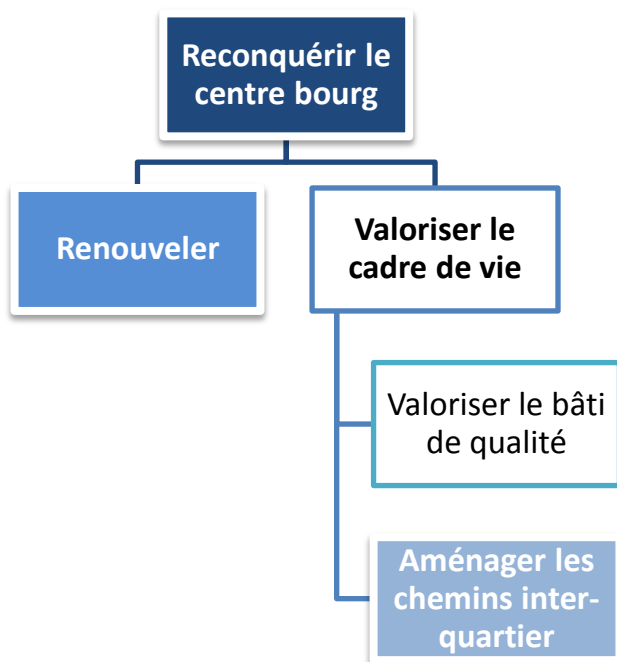 Reconquérir le
centre bourg
Renouveler
Valoriser le
cadre de vie
Valoriser le bâti
de qualité
Aménager les
chemins inter-
quartier